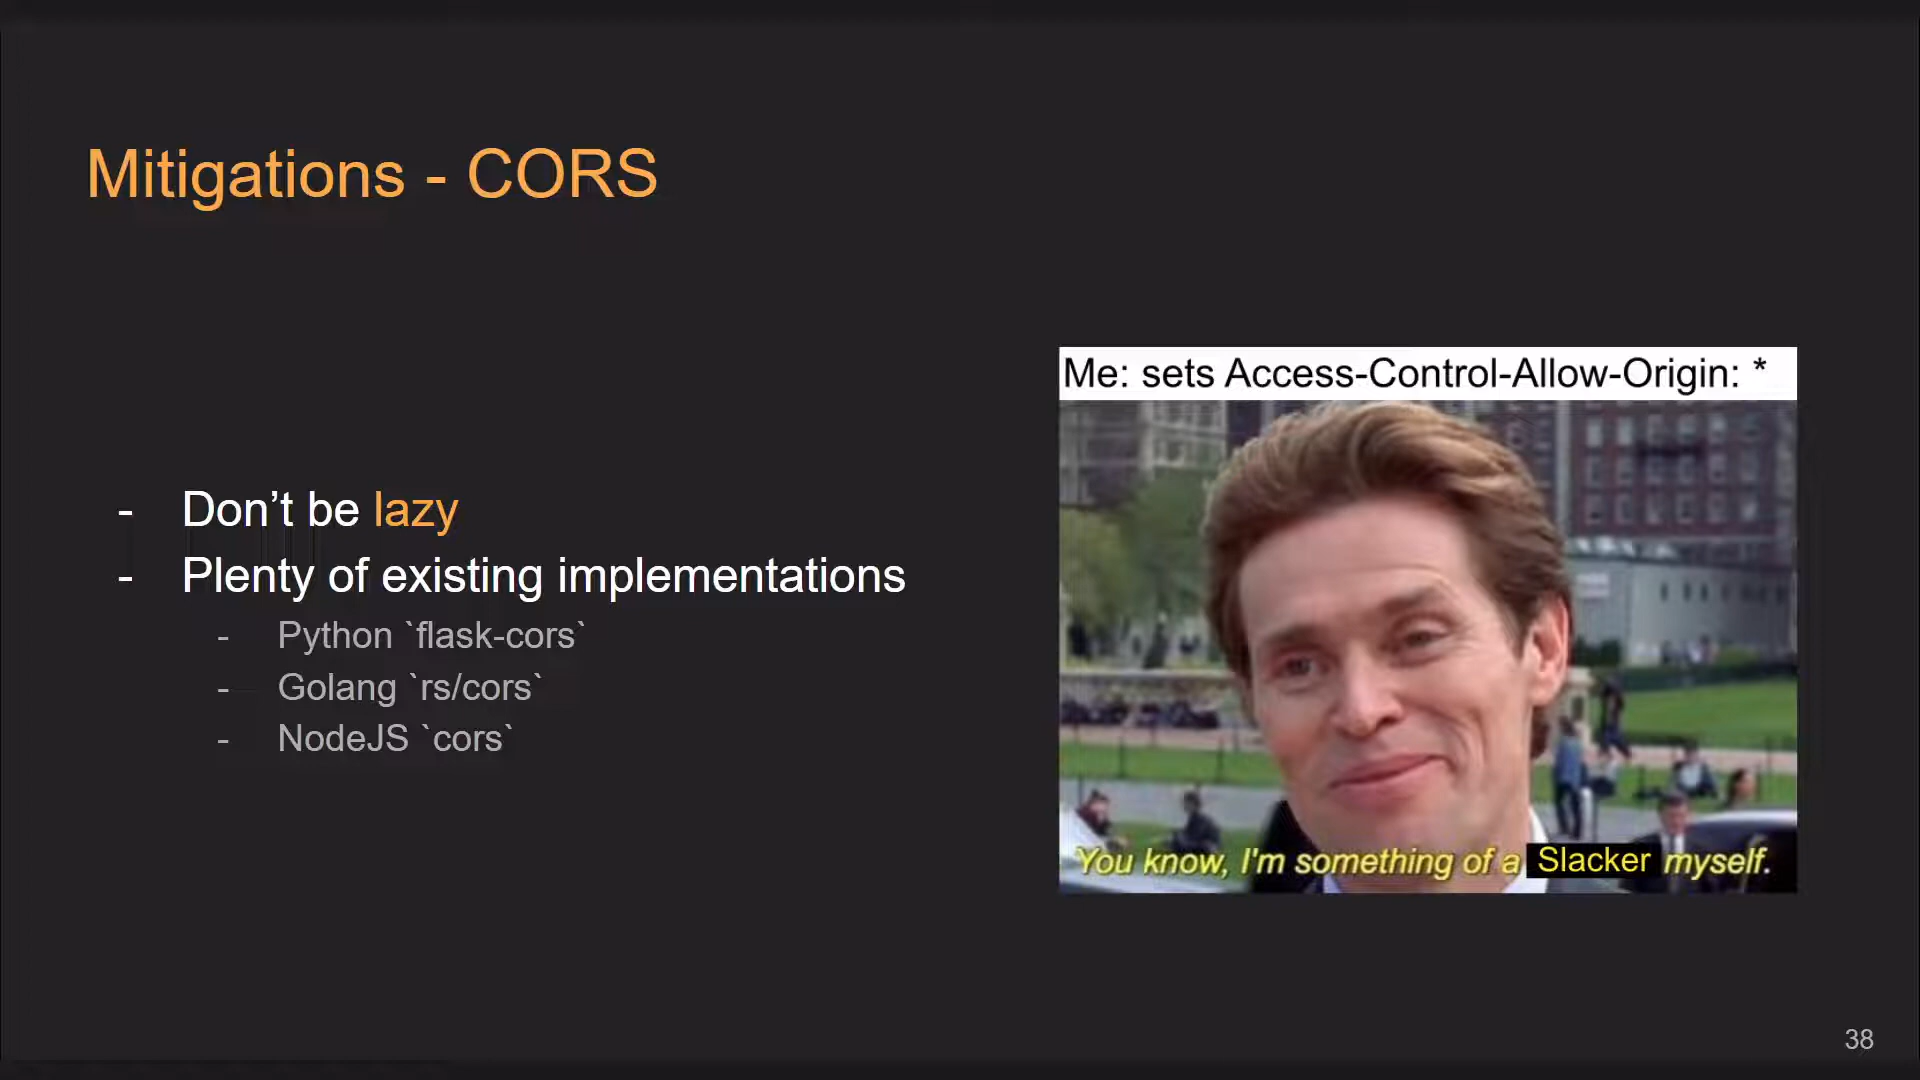 Mitigations - CORS
- Don’t be lazy
- Plenty of existing implementations
- Python `flask-cors`
- Golang `rs/cors`
- NodeJS `cors`
Me: sets Access-Control-Allow-Origin: *
You know, I'm something of a Slacker myself.
38